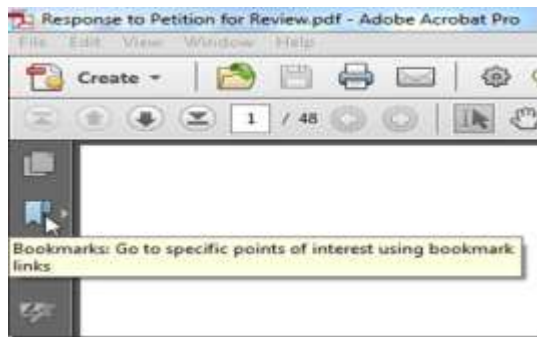 Response to Petition for Review.pdf - Adobe Acrobat Pro
File Edit View Window Help
Create
1 / 48
Bookmarks: Go to specific points of interest using bookmark
links